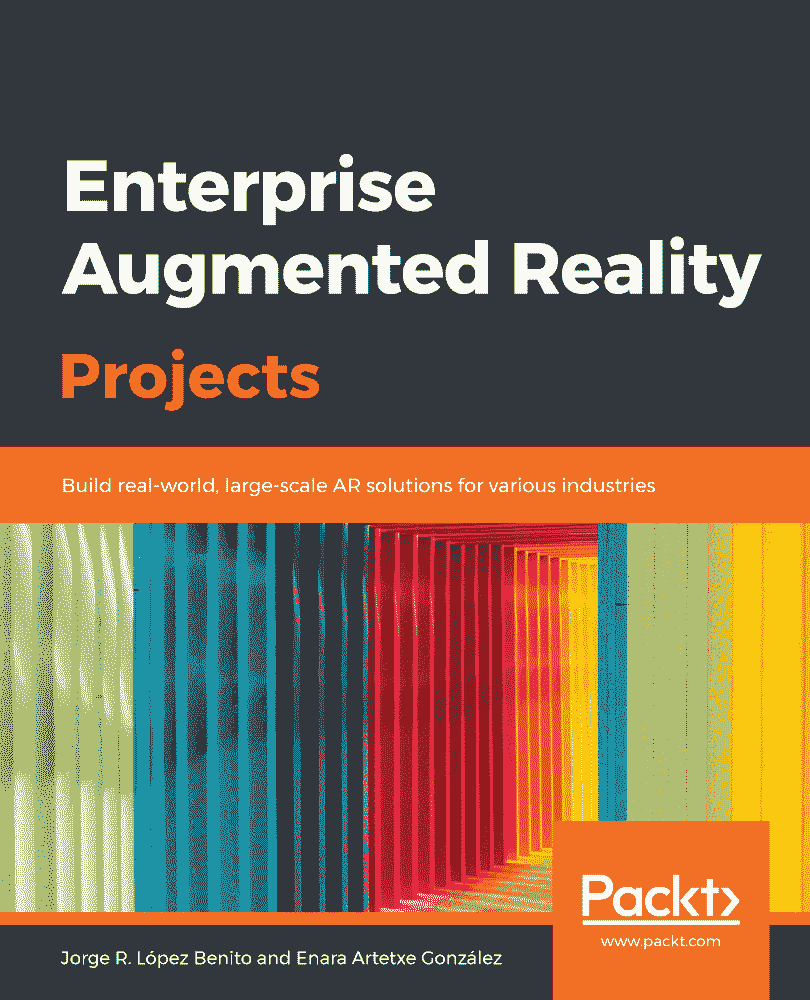 Enterprise
Augmented Reality
Projects
Build real-world, large-scale AR solutions for various industries
Packt>
www.packt.com
Jorge R. López Benito and Enara Artetxe González